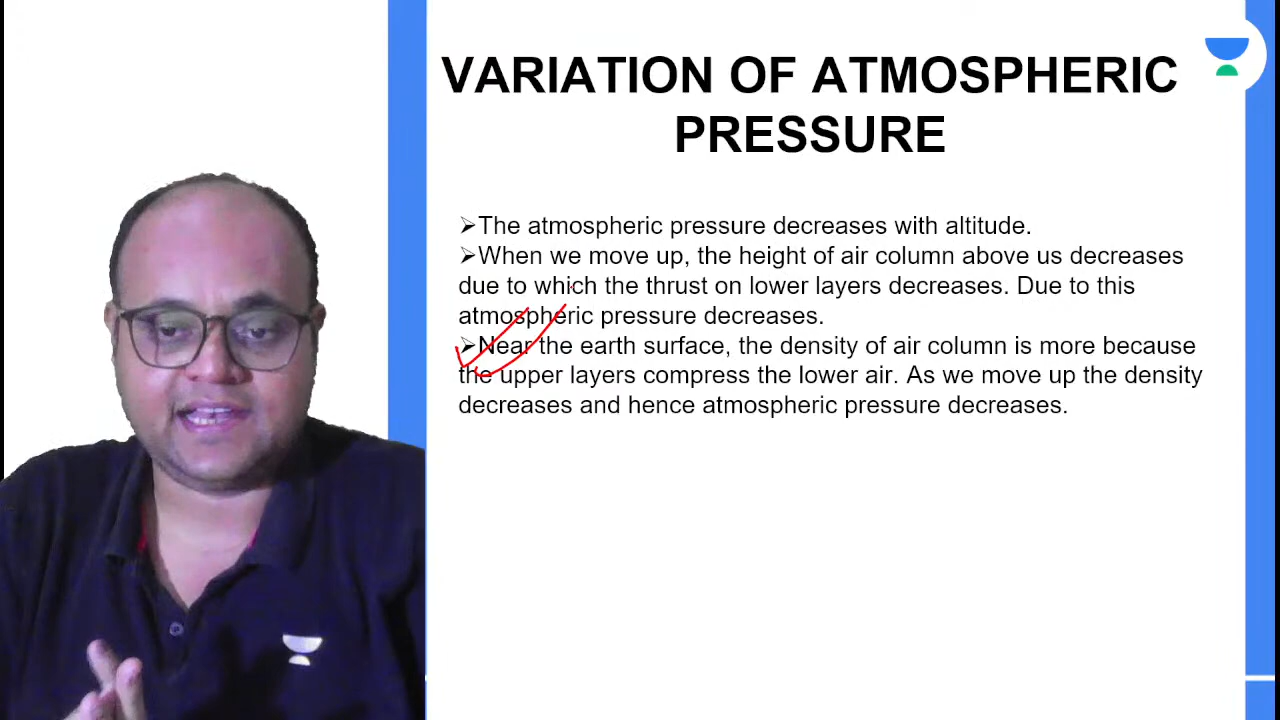 VARIATION OF ATMOSPHERIC
PRESSURE
➢The atmospheric pressure decreases with altitude.
➢When we move up, the height of air column above us decreases
due to which the thrust on lower layers decreases. Due to this
atmospheric pressure decreases.
➢Near the earth surface, the density of air column is more because
the upper layers compress the lower air. As we move up the density
decreases and hence atmospheric pressure decreases.